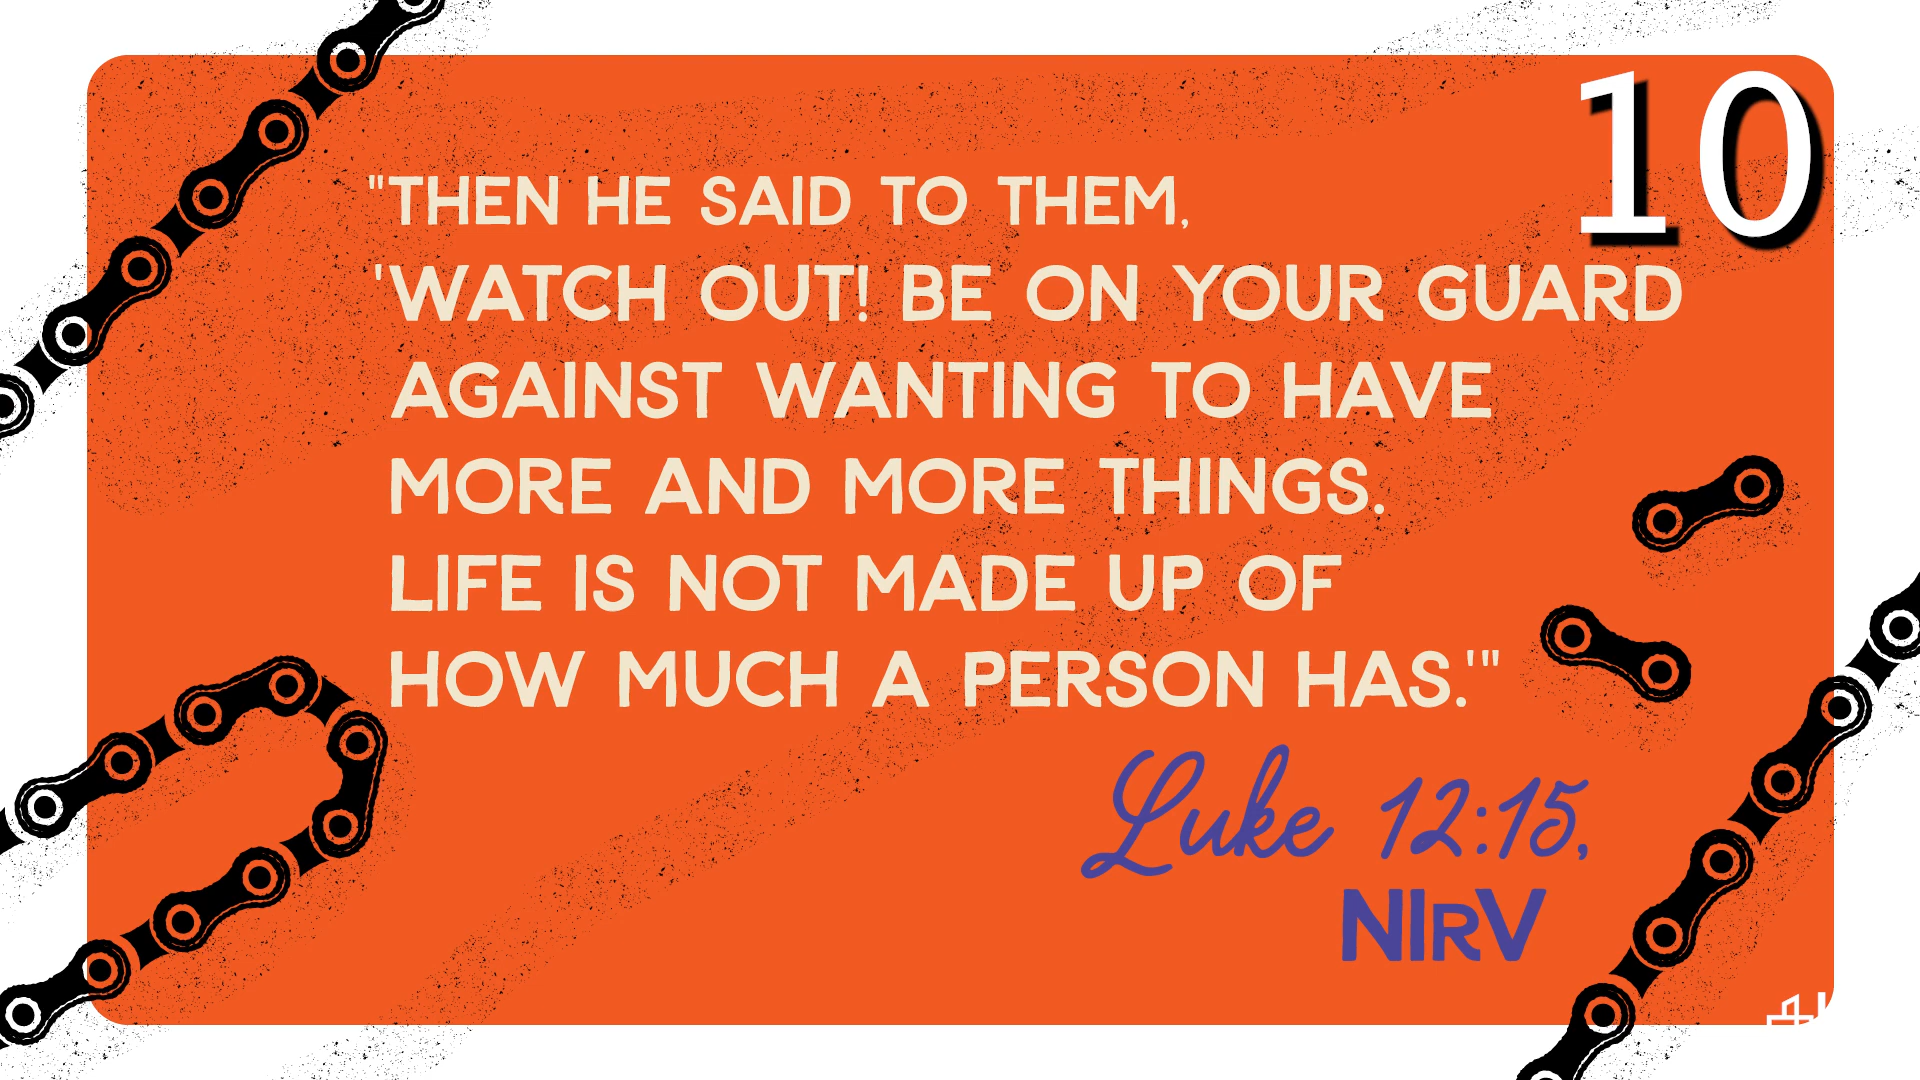 10
"THEN HE SAID TO THEM,
'WATCH OUT! BE ON YOUR GUARD
AGAINST WANTING TO HAVE
MORE AND MORE THINGS.
LIFE IS NOT MADE UP OF
HOW MUCH A PERSON HAS.'"
Luke 12:15,
NIRV